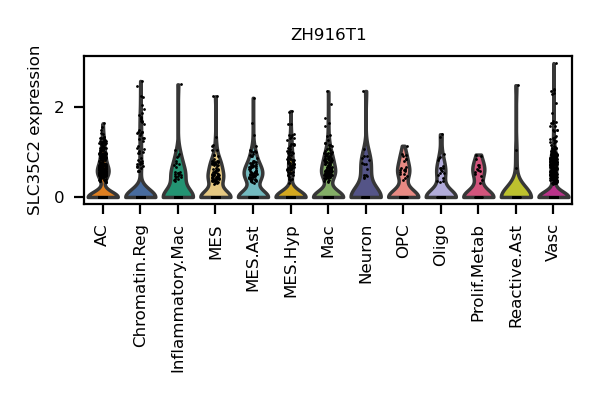 ZH916T1
SLC35C2 expression
2
0
AC
Chromatin.Reg
Inflammatory.Mac
MES
MES.Ast
MES.Hyp
Mac
Neuron
OPC
Oligo
Prolif.Metab
Reactive.Ast
Vasc